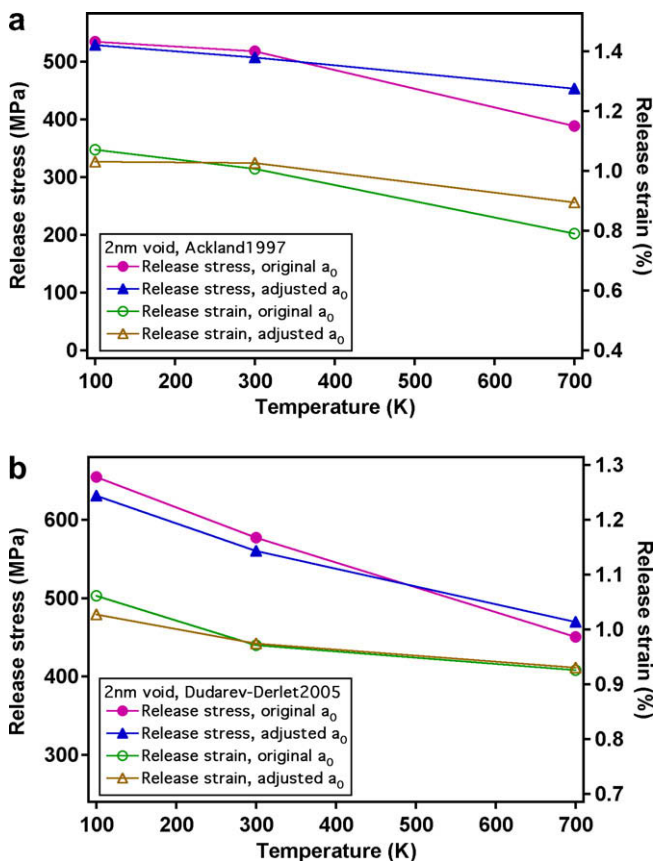 a
Release stress (MPa)
500
400
300
200
100
0
1.4
1.2
1.0
0.8
0.6
0.4
Release strain (%)
2nm void, Ackland1997
Release stress, original a0
Release stress, adjusted a0
Release strain, original a0
Release strain, adjusted a0
100 200 300 400 500 600 700
Temperature (K)
b
Release stress (MPa)
600
500
400
300
1.3
1.2
1.1
1.0
0.9
0.8
0.7
Release strain (%)
2nm void, Dudarev-Derlet2005
Release stress, original a0
Release stress, adjusted a0
Release strain, original a0
Release strain, adjusted a0
100 200 300 400 500 600 700
Temperature (K)